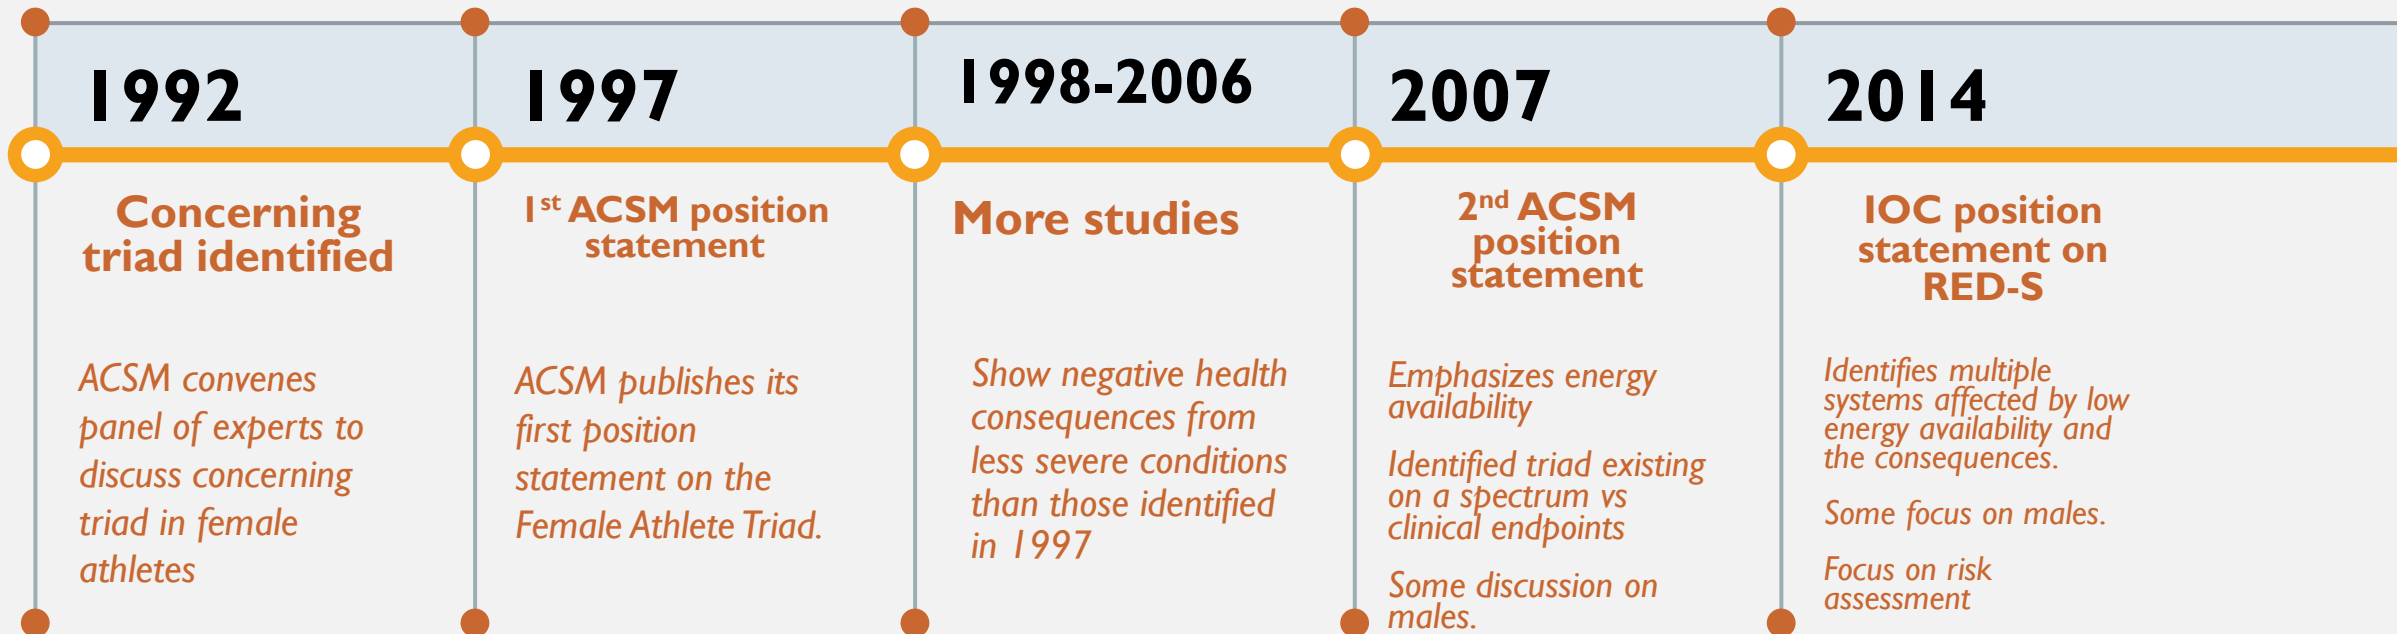 1992
Concerning
triad identified
ACSM convenes
panel of experts to
discuss concerning
triad in female
athletes
1997
1st ACSM position
statement
ACSM publishes its
first position
statement on the
Female Athlete Triad.
1998-2006
More studies
Show negative health
consequences from
less severe conditions
than those identified
in 1997
2007
2nd ACSM
position
statement
Emphasizes energy
availability
Identified triad existing
on a spectrum vs
clinical endpoints
Some discussion on
males.
2014
IOC position
statement on
RED-S
Identifies multiple
systems affected by low
energy availability and
the consequences.
Some focus on males.
Focus on risk
assessment